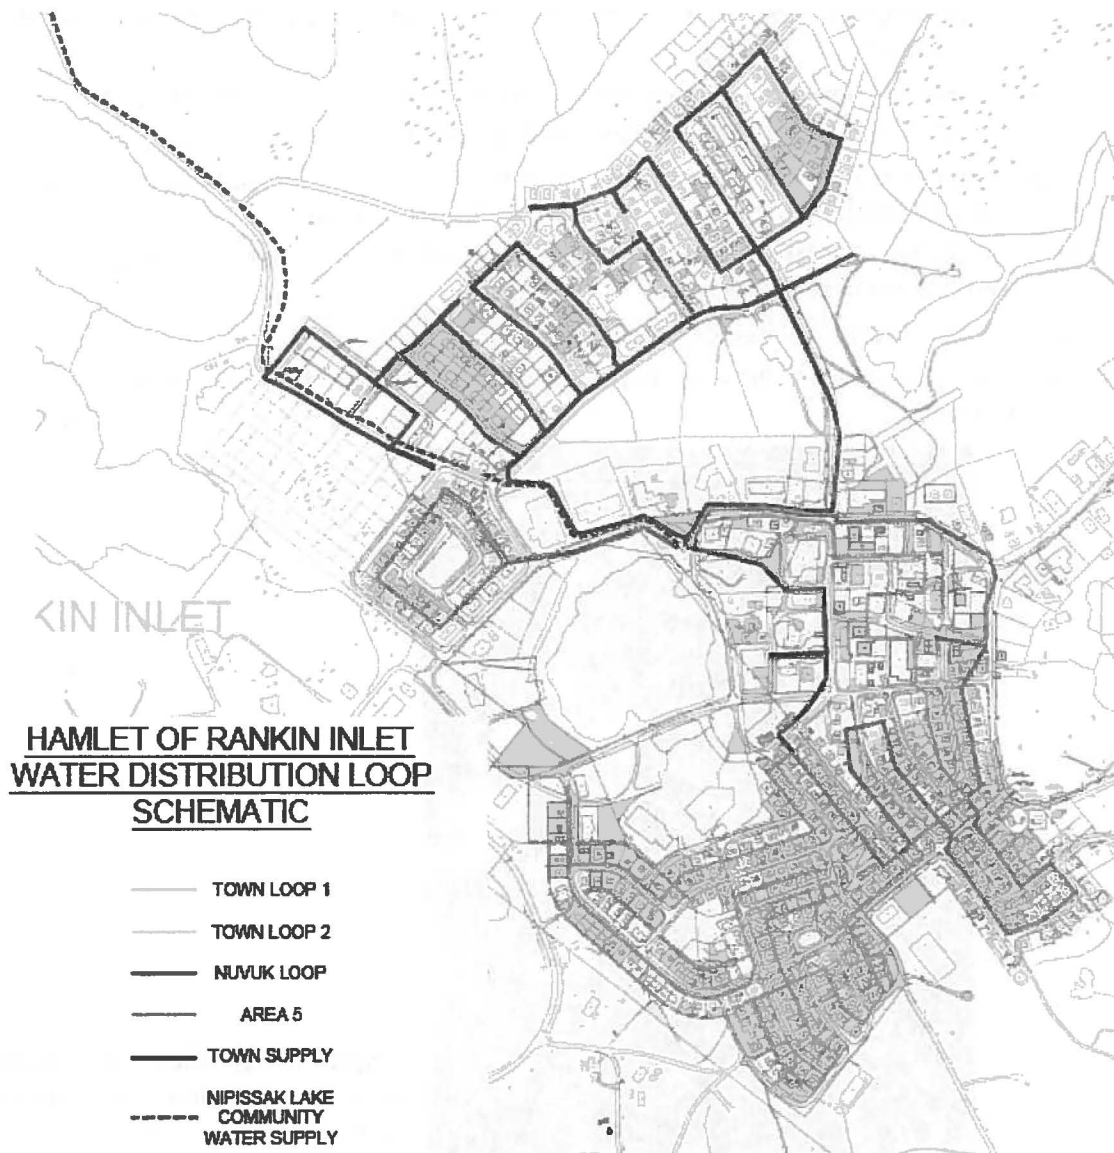 KIN INLET
HAMLET OF RANKIN INLET
WATER DISTRIBUTION LOOP
SCHEMATIC
TOWN LOOP 1
TOWN LOOP 2
NUVUK LOOP
AREA 5
TOWN SUPPLY
NIPISSAK LAKE
COMMUNITY
WATER SUPPLY